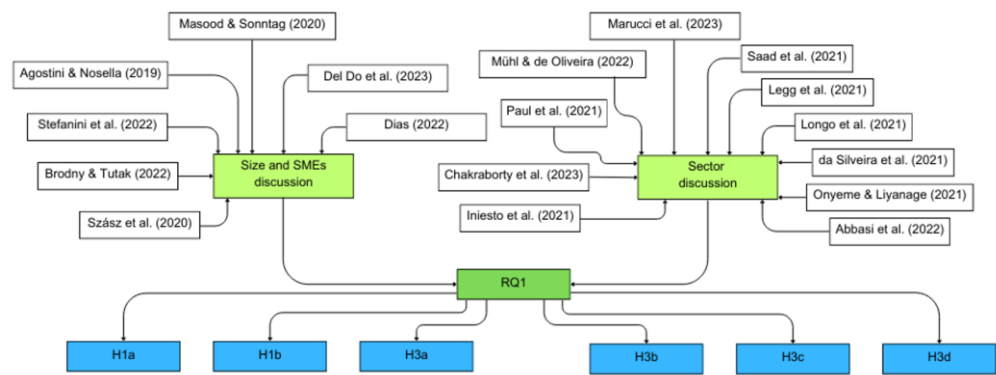 Masood & Sonntag (2020)
Marucci et al. (2023)
Agostini & Nosella (2019)
Del Do et al. (2023)
Mühl & de Oliveira (2022)
Saad et al. (2021)
Legg et al. (2021)
Stefanini et al. (2022)
Dias (2022)
Paul et al. (2021)
Longo et al. (2021)
Brodny & Tutak (2022)
Size and SMEs
discussion
Chakraborty et al. (2023)
Sector
discussion
da Silveira et al. (2021)
Szász et al. (2020)
Iniesto et al. (2021)
Onyeme & Liyanage (2021)
Abbasi et al. (2022)
RQ1
H1a
H1b
H3a
H3b
H3c
H3d